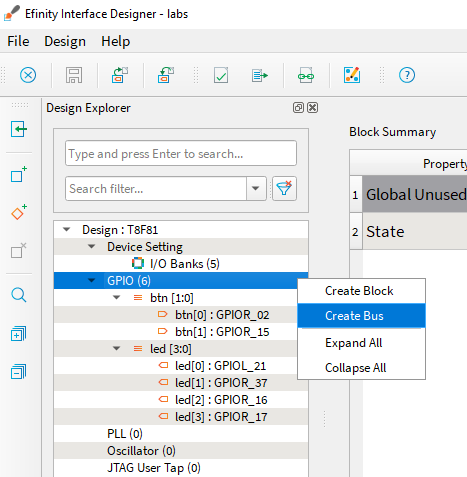 Efinity Interface Designer - labs
File Design Help
Design Explorer
Type and press Enter to search...
Search filter...
Design : T8F81
Device Setting
I/O Banks (5)
GPIO (6)
btn [1:0]
btn[0] : GPIOR_02
btn[1] : GPIOR_15
led [3:0]
led[0] : GPIOL_21
led[1] : GPIOR_37
led[2] : GPIOR_16
led[3] : GPIOR_17
PLL (0)
Oscillator (0)
JTAG User Tap (0)
Create Block
Create Bus
Expand All
Collapse All
Block Summary
Property
1 Global Unused
2 State